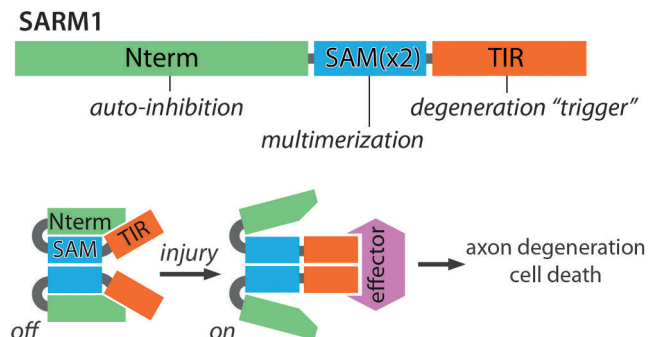 SARM1
Nterm SAM(x2) TIR
auto-inhibition
degeneration "trigger"
multimerization
Nterm
TIR
SAM
injury
effector
axon degeneration
cell death
off
on